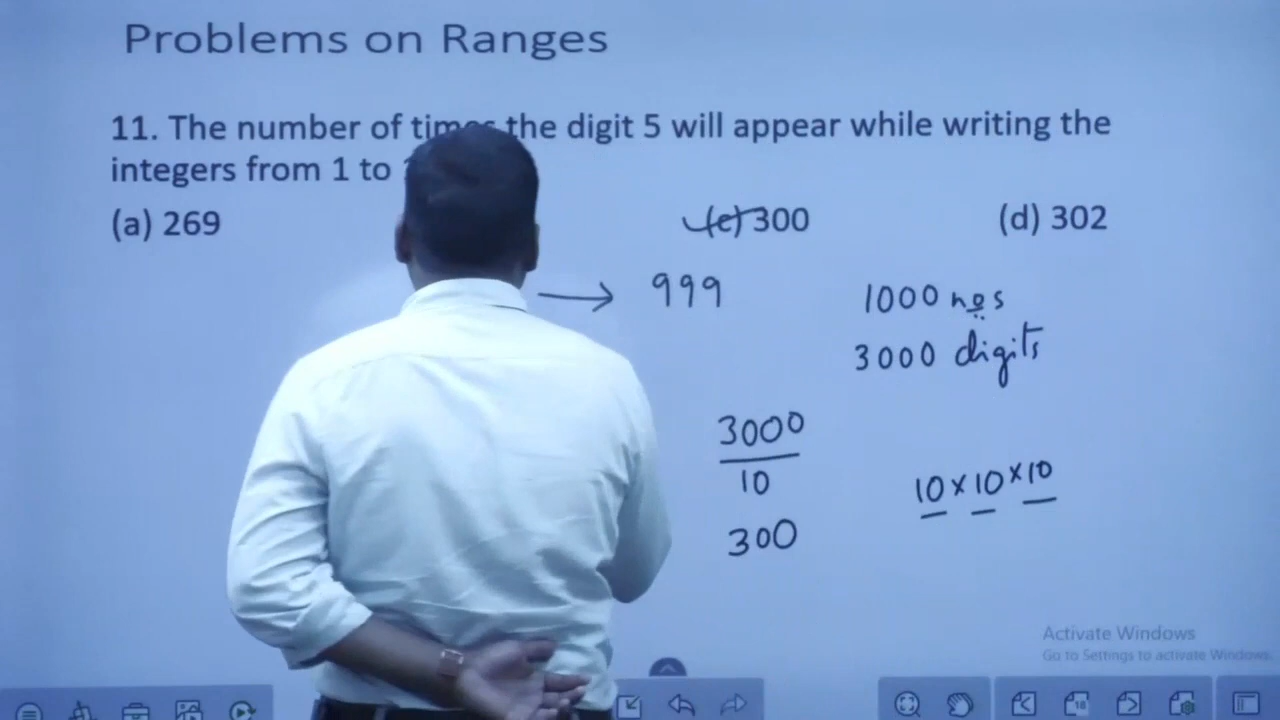 Problems on Ranges
11. The number of the digit 5 will appear while writing the
integers from 1 to
(a) 269 (c) 300 (d) 302
→ 999 1000 nos
3000 digits
3000
10
10 × 10 × 10
300
Activate Windows
Go to Settings to activate Windows.